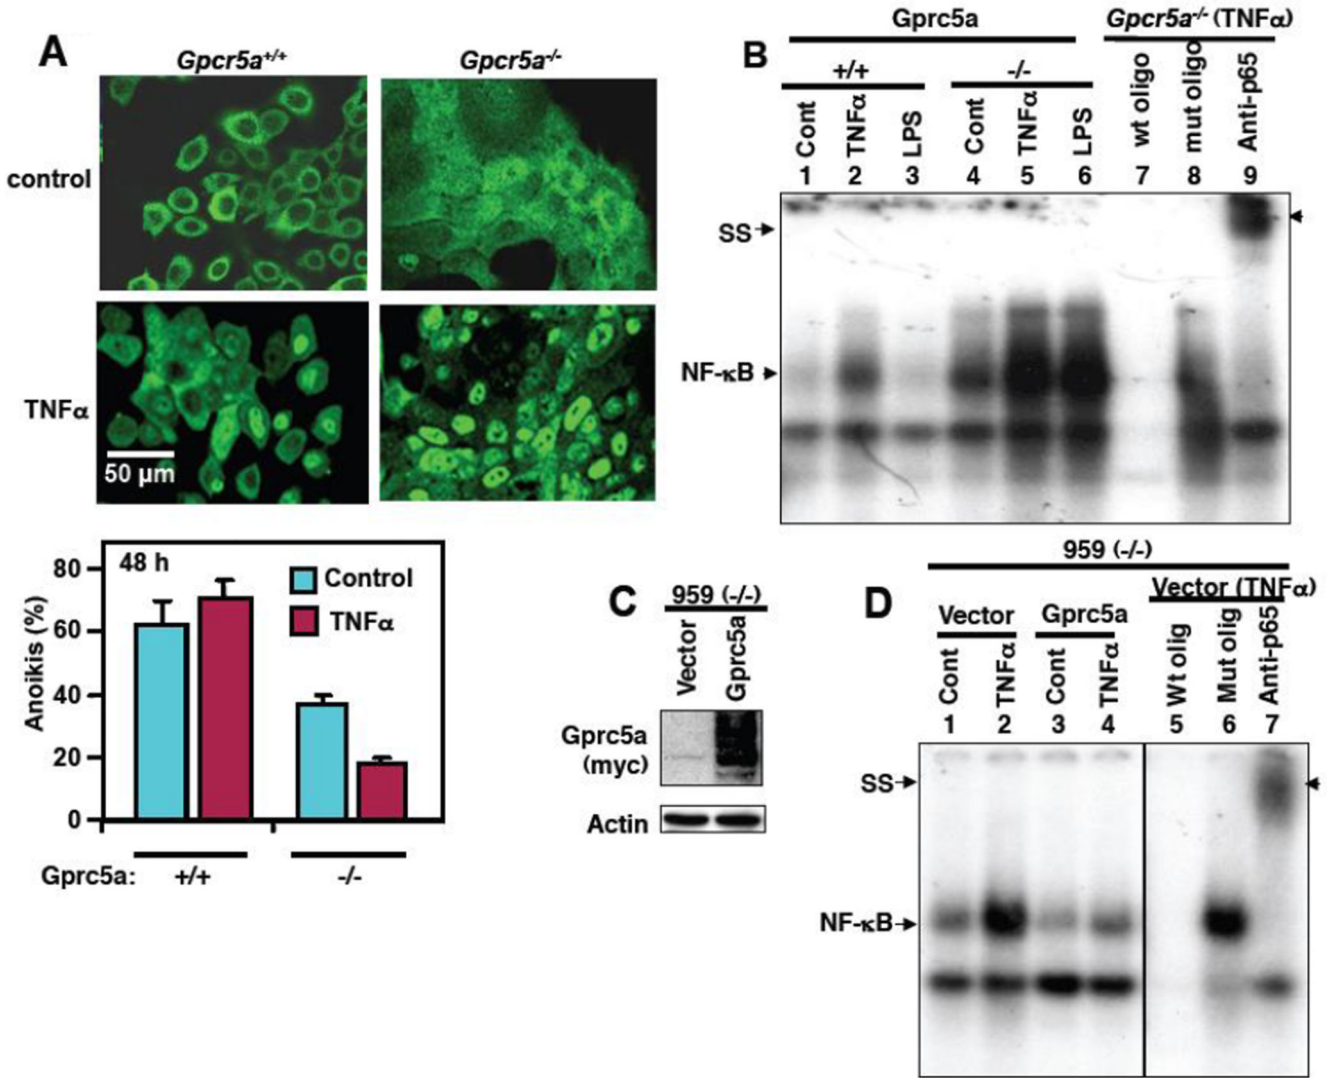 A
Gpcr5a+/+
Gpcr5a-/-
control
TNFα
50 µm
48 h
Control
TNFα
Anoikis (%)
80
60
40
20
0
Gprc5a:
+/+
-/-
B
Gprc5a
Gpcr5a-/- (TNFα)
+/+
-/-
Cont
TNFα
LPS
Cont
TNFα
LPS
wt oligo
mut oligo
Anti-p65
1 2 3 4 5 6 7 8 9
SS
NF-κB
C
959 (-/-)
Vector
Gprc5a
Gprc5a
(myc)
Actin
D
959 (-/-)
Vector
Gprc5a
Vector (TNFα)
Cont
TNFα
Cont
TNFα
Wt olig
Mut olig
Anti-p65
1 2 3 4 5 6 7
SS
NF-κB